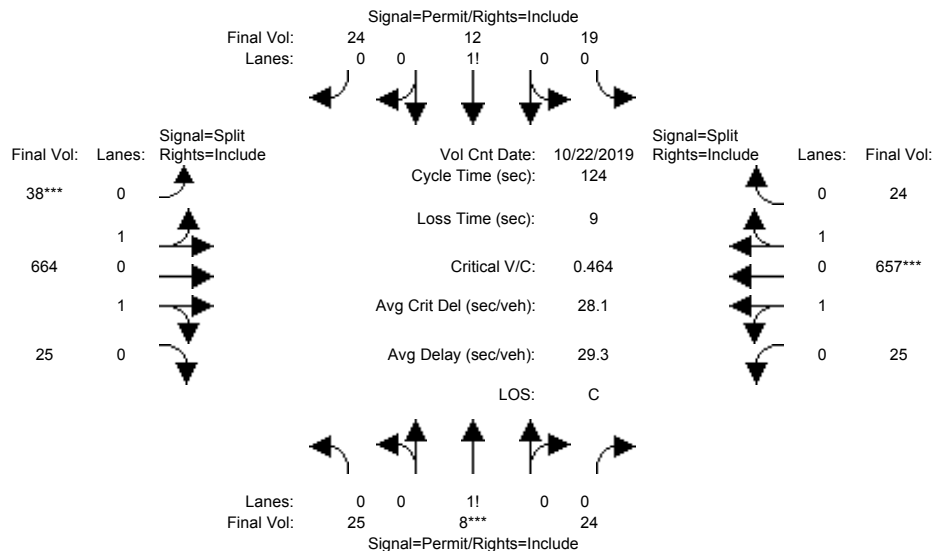 Signal=Permit/Rights=Include
Final Vol: 24 12 19
Lanes: 0 0 1! 0 0
Signal=Split Signal=Split
Final Vol: Lanes: Rights=Include Vol Cnt Date: 10/22/2019 Rights=Include Lanes: Final Vol:
Cycle Time (sec): 124
38*** 0 0 24
Loss Time (sec): 9
1 1
664 0 Critical V/C: 0.464 0 657***
1 Avg Crit Del (sec/veh): 28.1 1
25 0 Avg Delay (sec/veh): 29.3 0 25
LOS: C
Lanes: 0 0 1! 0 0
Final Vol: 25 8*** 24
Signal=Permit/Rights=Include